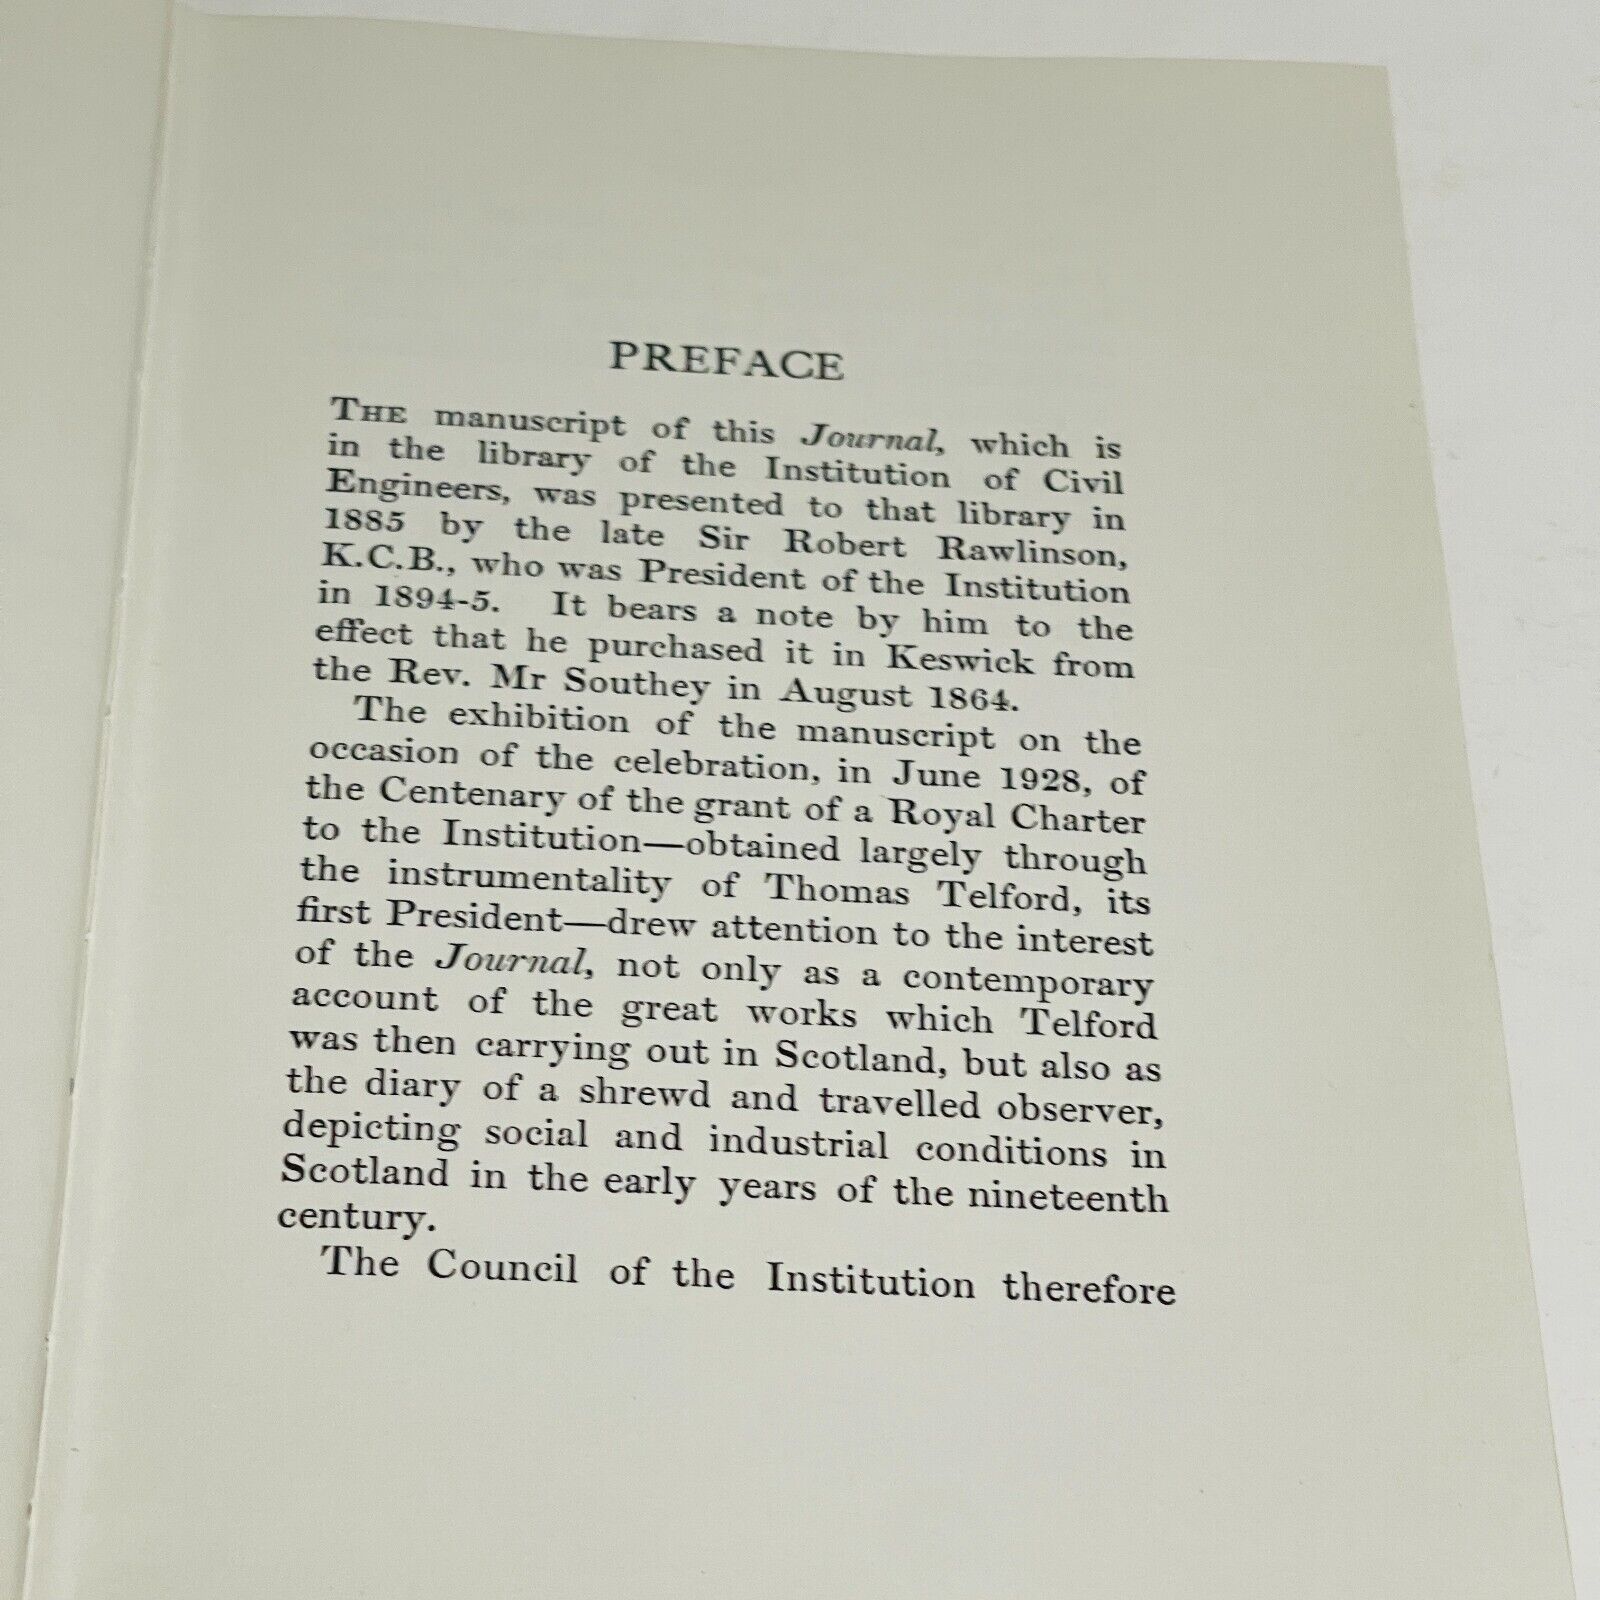 PREFACE
THE manuscript of this Journal, which is
in the library of the Institution of Civil
Engineers, was presented to that library in
1885 by the late Sir Robert Rawlinson,
K.C.B., who was President of the Institution
in 1894-5. It bears a note by him to the
effect that he purchased it in Keswick from
the Rev. Mr Southey in August 1864.
The exhibition of the manuscript on the
occasion of the celebration, in June 1928, of
the Centenary of the grant of a Royal Charter
to the Institution—obtained largely through
the instrumentality of Thomas Telford, its
first President—drew attention to the interest
of the Journal, not only as a contemporary
account of the great works which Telford
was then carrying out in Scotland, but also as
the diary of a shrewd and travelled observer,
depicting social and industrial conditions in
Scotland in the early years of the nineteenth
century.
The Council of the Institution therefore